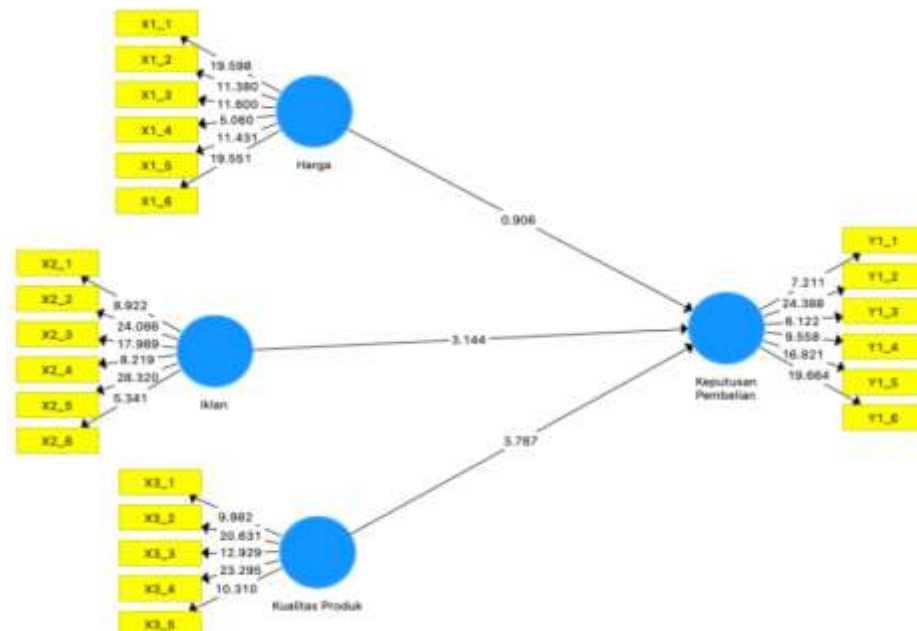 X1_1
X1_2
X1_3
X1_4
X1_5
X1_6
19.598
11.380
11.600
5.060
11.431
19.551
Harga
0.906
X2_1
X2_2
X2_3
X2_4
X2_5
X2_6
8.922
24.066
17.989
8.219
28.320
5.341
Iklan
3.144
X3_1
X3_2
X3_3
X3_4
X3_5
9.982
20.631
12.929
23.295
10.310
Kualitas Produk
3.787
Keputusan
Pembelian
7.211
24.388
6.122
9.558
16.821
19.664
Y1_1
Y1_2
Y1_3
Y1_4
Y1_5
Y1_6